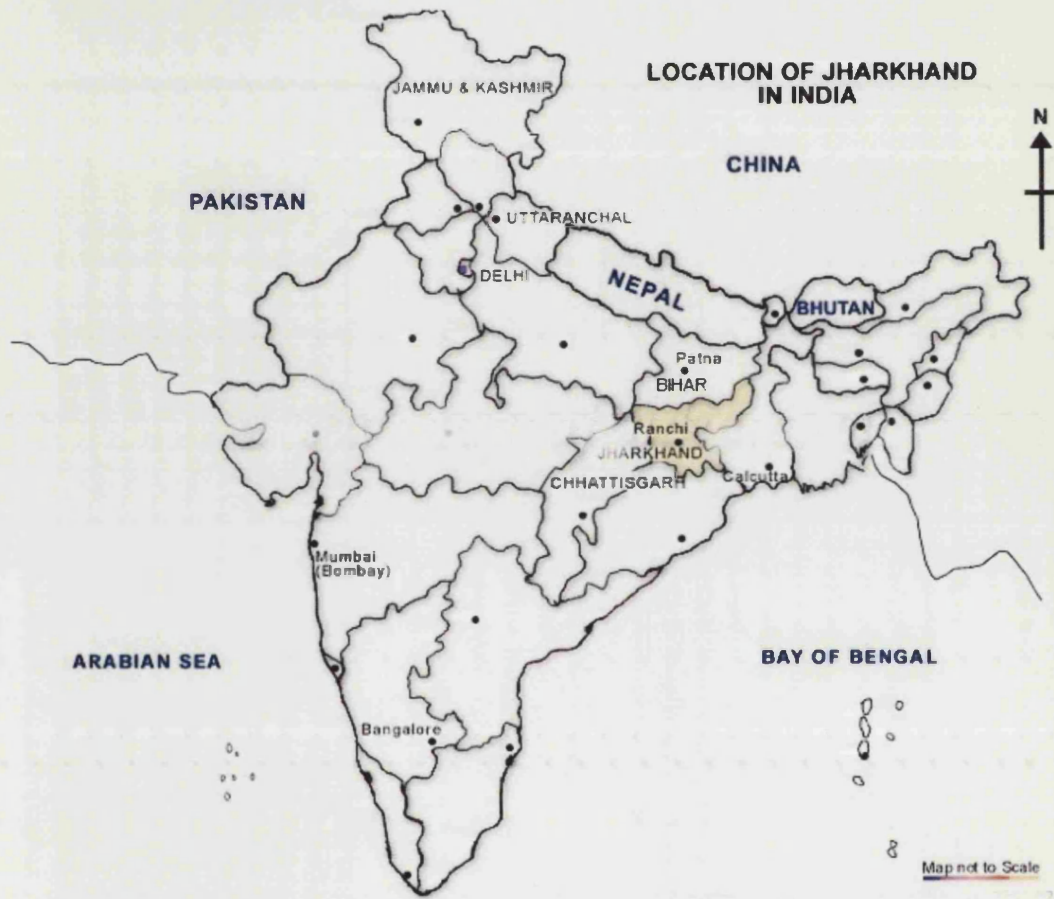 LOCATION OF JHARKHAND
IN INDIA
JAMMU & KASHMIR
N
CHINA
PAKISTAN
UTTARANCHAL
DELHI
NEPAL
BHUTAN
Patna
BIHAR
Ranchi
JHARKHAND
CHHATTISGARH
Calcutta
Mumbai
(Bombay)
ARABIAN SEA
BAY OF BENGAL
Bangalore
Map not to Scale